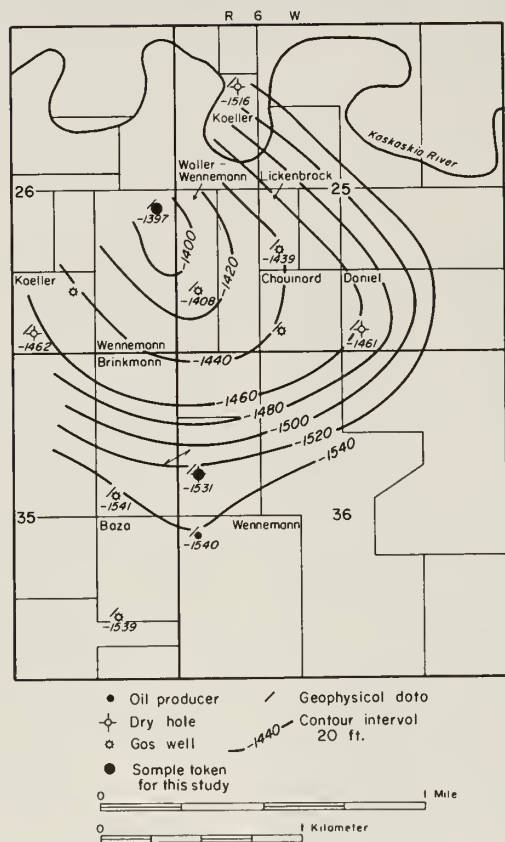 R 6 W
-1516
Koeller
Kaskaskia River
Waller-
Wennemann
Lickenbrock
26
25
-1397
-1400
-1420
-1439
-1408
Koeller
Chouinard
Daniel
-1462
-1461
Wennemann
-1440
Brinkmann
-1460
-1480
-1500
-1520
-1540
-1531
-1541
35
36
Baza
Wennemann
-1540
-1539
Oil producer
Geophysical data
Dry hole
-1440
Contour interval
20 ft.
Gas well
Sample taken
for this study
0
1 Mile
0
1 Kilometer